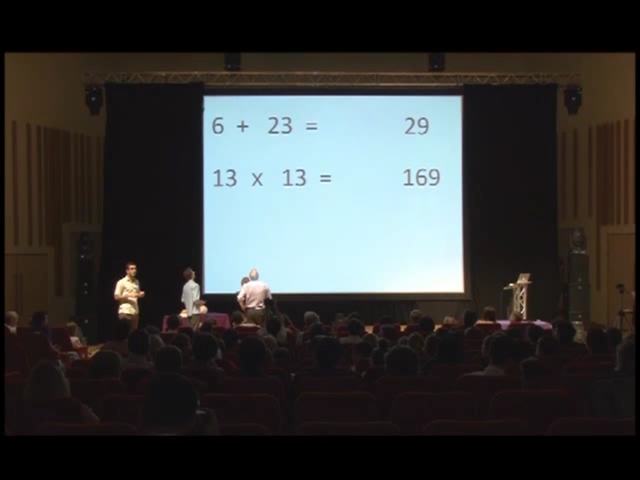 6 + 23 = 29
13 x 13 = 169